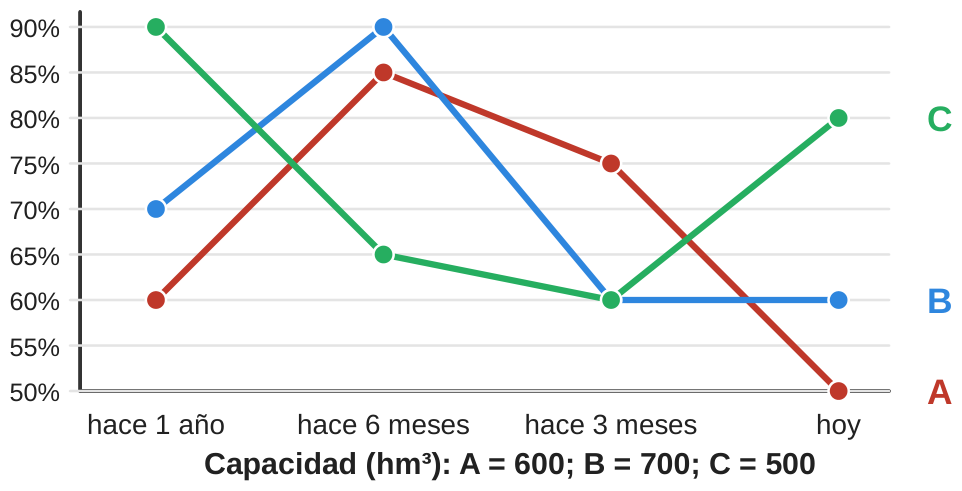 90%
85%
80%
75%
70%
65%
60%
55%
50%
C
B
A
hace 1 año hace 6 meses hace 3 meses hoy
Capacidad (hm³): A = 600; B = 700; C = 500